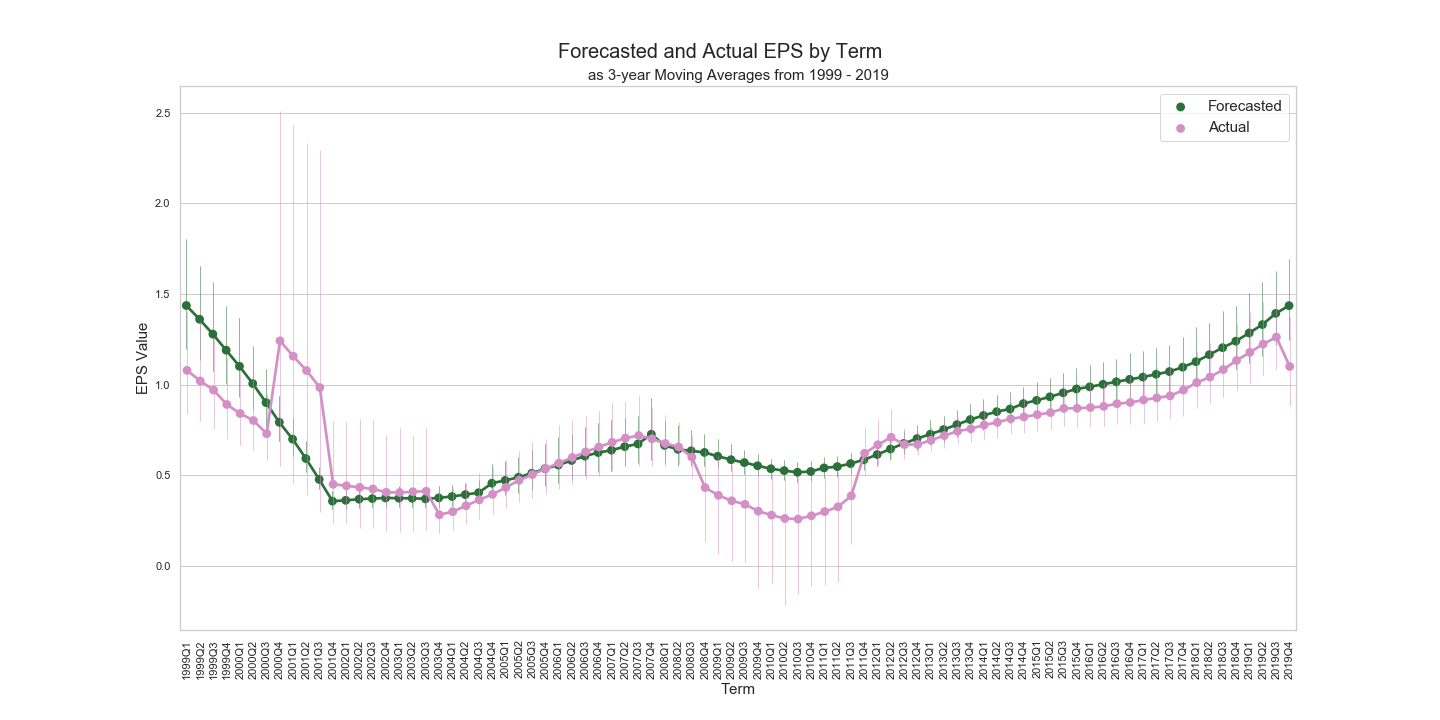 Forecasted and Actual EPS by Term
as 3-year Moving Averages from 1999 - 2019
Forecasted
Actual
EPS Value
2.5
2.0
1.5
1.0
0.5
0.0
1999Q1
1999Q2
1999Q3
1999Q4
2000Q1
2000Q2
2000Q3
2000Q4
2001Q1
2001Q2
2001Q3
2001Q4
2002Q1
2002Q2
2002Q3
2002Q4
2003Q1
2003Q2
2003Q3
2003Q4
2004Q1
2004Q2
2004Q3
2004Q4
2005Q1
2005Q2
2005Q3
2005Q4
2006Q1
2006Q2
2006Q3
2006Q4
2007Q1
2007Q2
2007Q3
2007Q4
2008Q1
2008Q2
2008Q3
2008Q4
2009Q1
2009Q2
2009Q3
2009Q4
2010Q1
2010Q2
2010Q3
2010Q4
2011Q1
2011Q2
2011Q3
2011Q4
2012Q1
2012Q2
2012Q3
2012Q4
2013Q1
2013Q2
2013Q3
2013Q4
2014Q1
2014Q2
2014Q3
2014Q4
2015Q1
2015Q2
2015Q3
2015Q4
2016Q1
2016Q2
2016Q3
2016Q4
2017Q1
2017Q2
2017Q3
2017Q4
2018Q1
2018Q2
2018Q3
2018Q4
2019Q1
2019Q2
2019Q3
2019Q4
Term